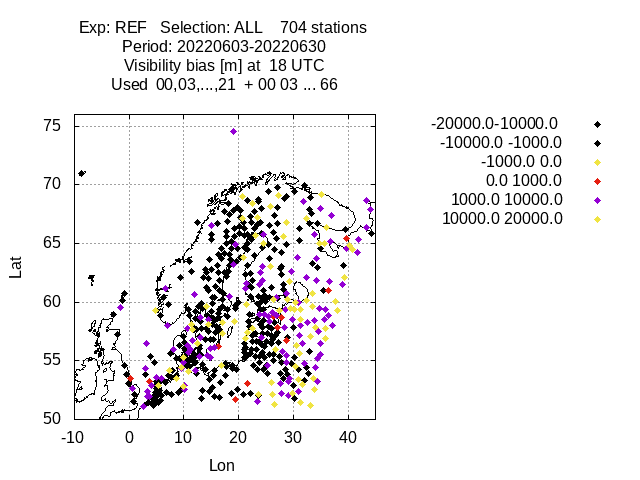 Exp: REF   Selection: ALL    704 stations
Period: 20220603-20220630
Visibility bias [m] at  18 UTC
Used  00,03,...,21  + 00 03 ... 66
-20000.0-10000.0
-10000.0 -1000.0
-1000.0 0.0
0.0 1000.0
1000.0 10000.0
10000.0 20000.0
75
70
65
60
55
50
Lat
-10 0 10 20 30 40
Lon